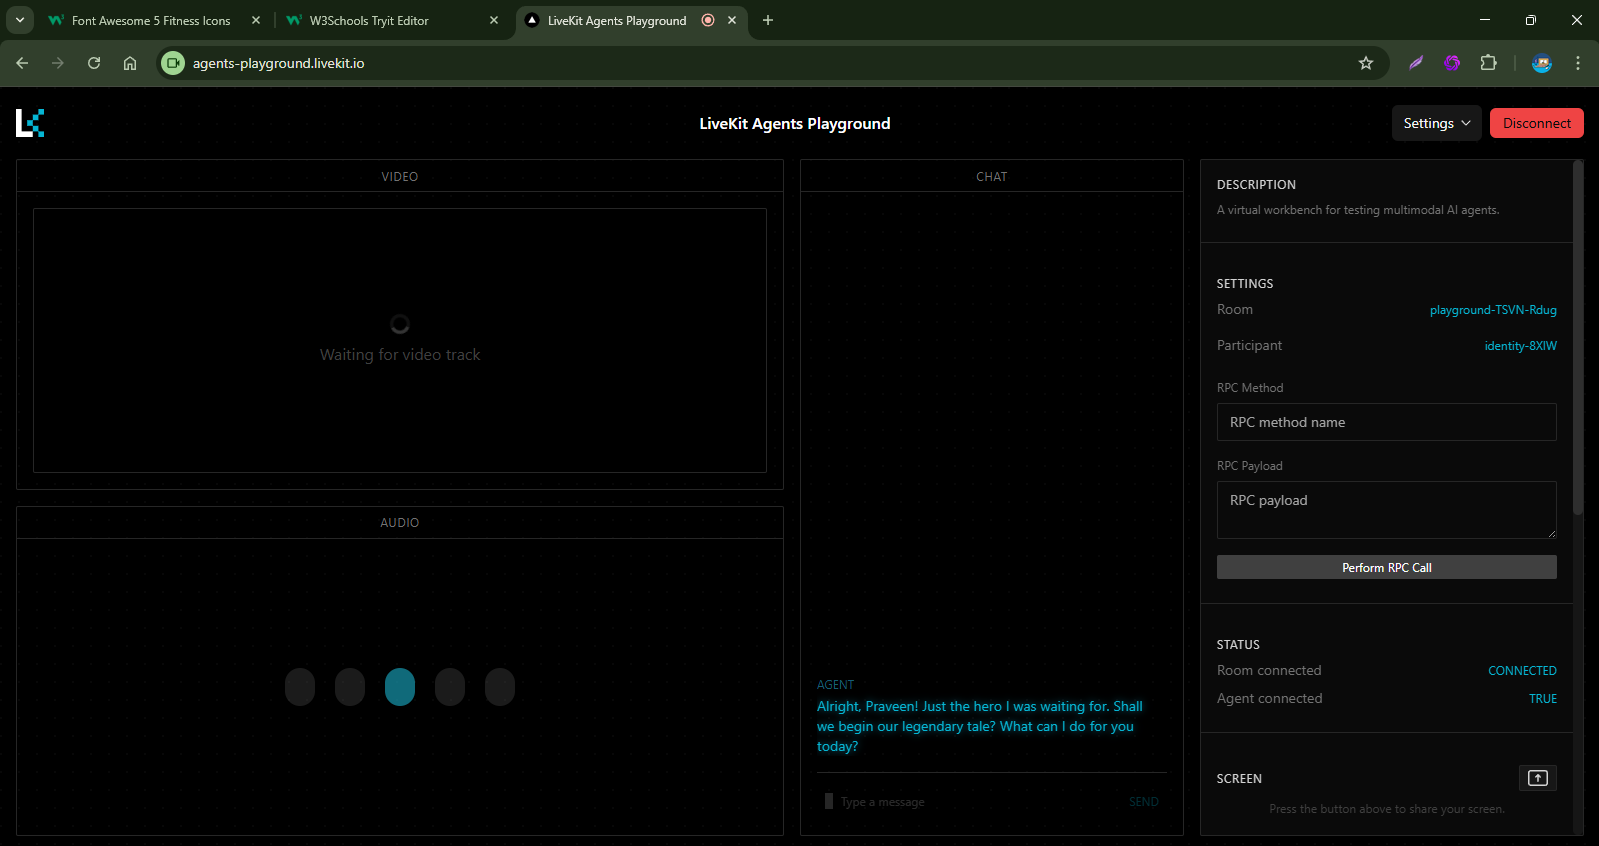 Font Awesome 5 Fitness Icons
W3Schools Tryit Editor
LiveKit Agents Playground
agents-playground.livekit.io
LiveKit Agents Playground
Settings
Disconnect
VIDEO
Waiting for video track
AUDIO
CHAT
AGENT
Alright, Praveen! Just the hero I was waiting for. Shall
we begin our legendary tale? What can I do for you
today?
Type a message
SEND
DESCRIPTION
A virtual workbench for testing multimodal AI agents.
SETTINGS
Room playground-TSVN-Rdug
Participant identity-8XIW
RPC Method
RPC method name
RPC Payload
RPC payload
Perform RPC Call
STATUS
Room connected CONNECTED
Agent connected TRUE
SCREEN
Press the button above to share your screen.